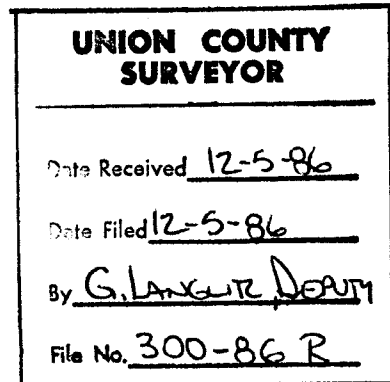 UNION COUNTY
SURVEYOR
Date Received 12-5-86
Date Filed 12-5-86
By G. LANGLITZ, DEPUTY
File No. 300-86 R